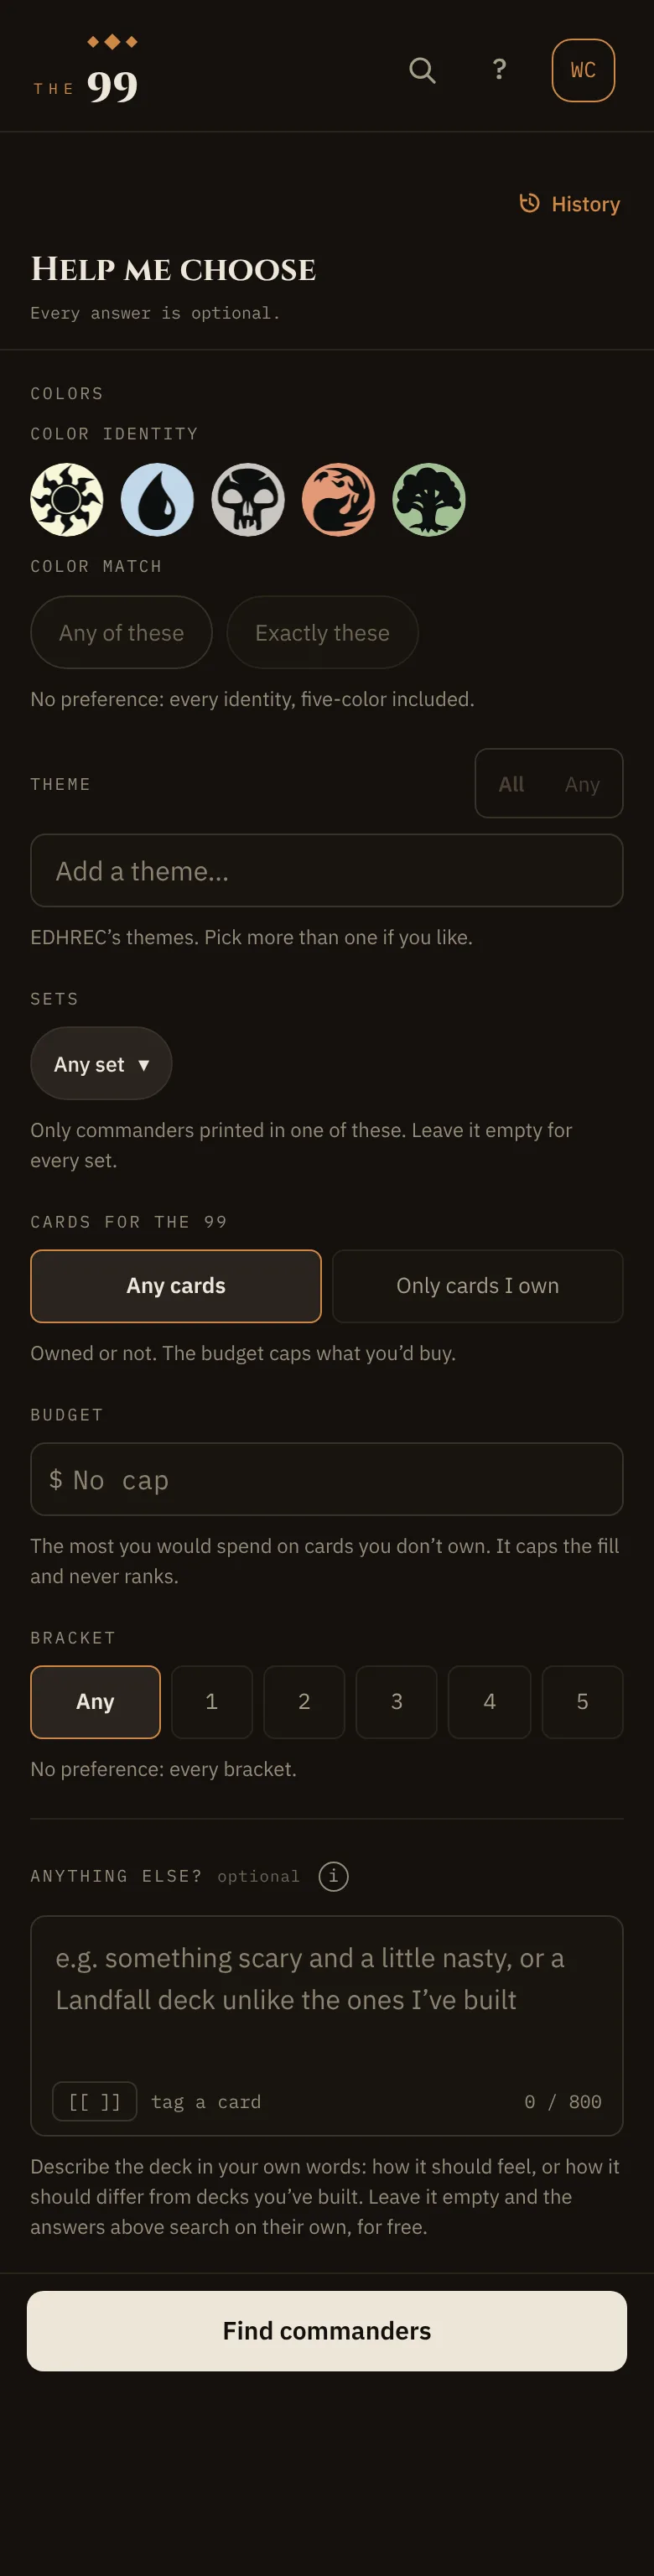 THE 99
?
WC
History
Help me choose
Every answer is optional.
COLORS
COLOR IDENTITY
COLOR MATCH
Any of these
Exactly these
No preference: every identity, five-color included.
THEME
All
Any
Add a theme…
EDHREC’s themes. Pick more than one if you like.
SETS
Any set ▾
Only commanders printed in one of these. Leave it empty for
every set.
CARDS FOR THE 99
Any cards
Only cards I own
Owned or not. The budget caps what you’d buy.
BUDGET
$ No cap
The most you would spend on cards you don’t own. It caps the fill
and never ranks.
BRACKET
Any
1
2
3
4
5
No preference: every bracket.
ANYTHING ELSE? optional i
e.g. something scary and a little nasty, or a
Landfall deck unlike the ones I’ve built
[[ ]] tag a card
0 / 800
Describe the deck in your own words: how it should feel, or how it
should differ from decks you’ve built. Leave it empty and the
answers above search on their own, for free.
Find commanders